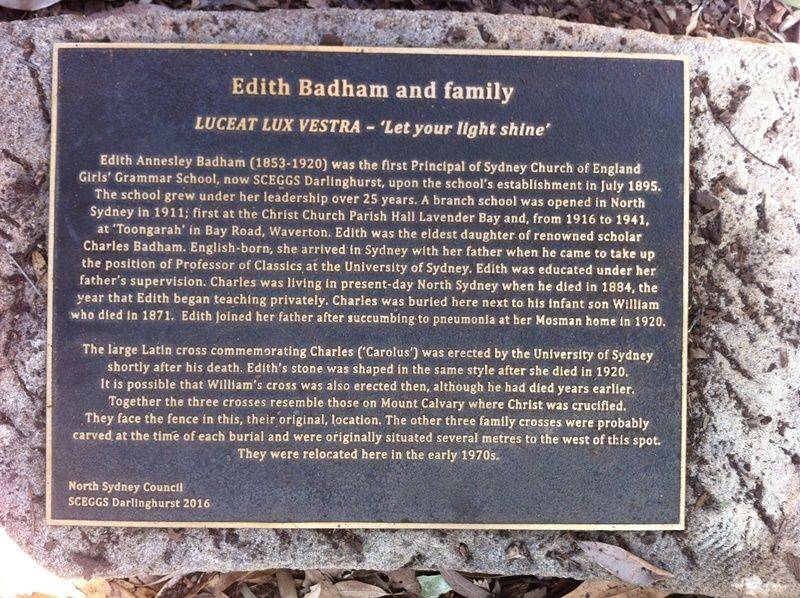 Edith Badham and family
LUCEAT LUX VESTRA – 'Let your light shine'
Edith Annesley Badham (1853-1920) was the first Principal of Sydney Church of England
Girls' Grammar School, now SCEGGS Darlinghurst, upon the school's establishment in July 1895.
The school grew under her leadership over 25 years. A branch school was opened in North
Sydney in 1911; first at the Christ Church Parish Hall Lavender Bay and, from 1916 to 1941,
at 'Toongarah' in Bay Road, Waverton. Edith was the eldest daughter of renowned scholar
Charles Badham. English-born, she arrived in Sydney with her father when he came to take up
the position of Professor of Classics at the University of Sydney. Edith was educated under her
father's supervision. Charles was living in present-day North Sydney when he died in 1884, the
year that Edith began teaching privately. Charles was buried here next to his infant son William
who died in 1871. Edith joined her father after succumbing to pneumonia at her Mosman home in 1920.
The large Latin cross commemorating Charles ('Carolus') was erected by the University of Sydney
shortly after his death. Edith's stone was shaped in the same style after she died in 1920.
It is possible that William's cross was also erected then, although he had died years earlier.
Together the three crosses resemble those on Mount Calvary where Christ was crucified.
They face the fence in this, their original, location. The other three family crosses were probably
carved at the time of each burial and were originally situated several metres to the west of this spot.
They were relocated here in the early 1970s.
North Sydney Council
SCEGGS Darlinghurst 2016